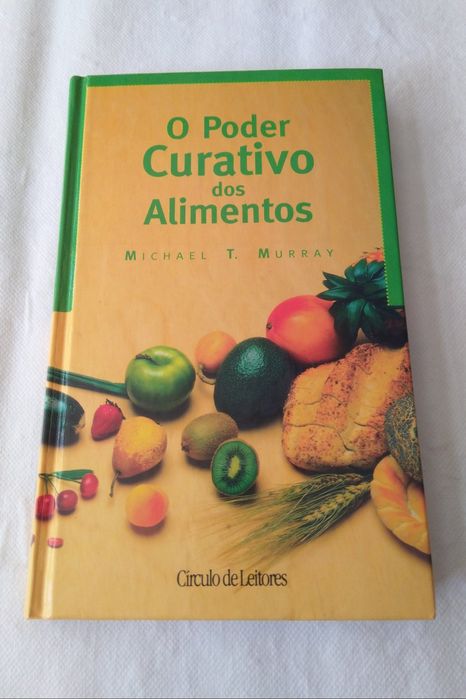 O Poder
Curativo
dos
Alimentos
MICHAEL T. MURRAY
Círculo de Leitores